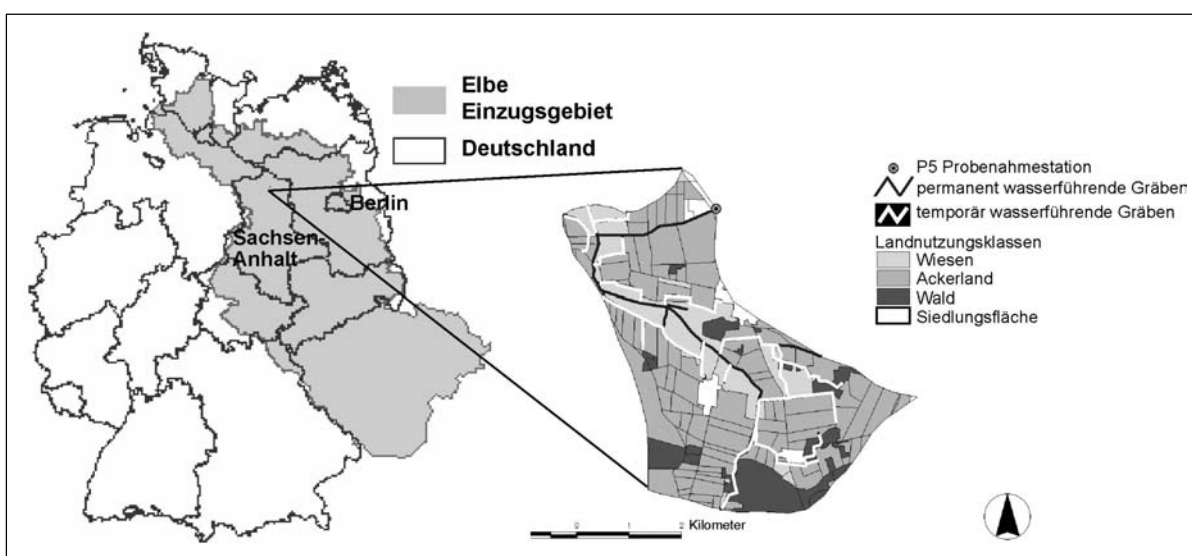 Elbe
Einzugsgebiet
Deutschland
Berlin
Sachsen-
Anhalt
P5 Probenahmestation
permanent wasserführende Gräben
temporär wasserführende Gräben
Landnutzungsklassen
Wiesen
Ackerland
Wald
Siedlungsfläche
0 1 2 Kilometer